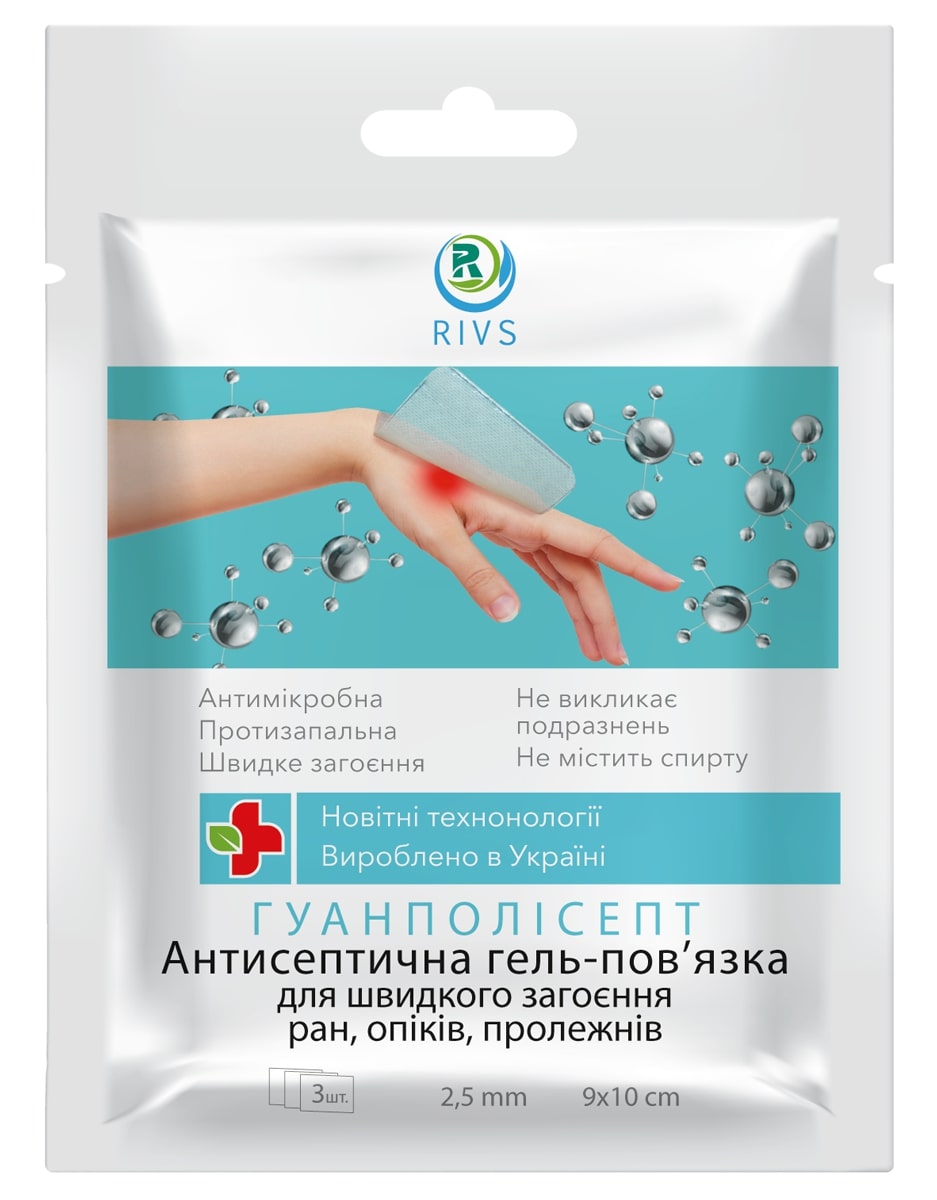 R
RIVS
Антимікробна
Протизапальна
Швидке загоєння
Не викликає
подразнень
Не містить спирту
Новітні технонології
Вироблено в Україні
ГУАНПОЛІСЕПТ
Антисептична гель-пов’язка
для швидкого загоєння
ран, опіків, пролежнів
3шт. 2,5 mm 9x10 cm